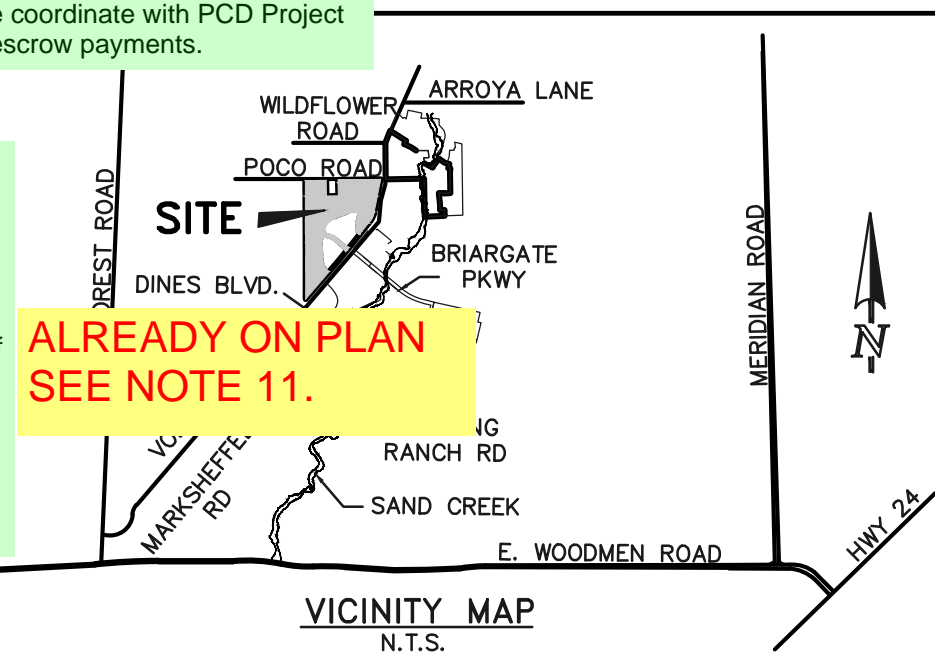 coordinate with PCD Project
escrow payments.
ARROYA LANE
WILDFLOWER
ROAD
POCO ROAD
SITE
BRIARGATE
PKWY
DINES BLVD.
MERIDIAN ROAD
N
ALREADY ON PLAN
SEE NOTE 11.
RANCH RD
MARKSHEFFEL
RD
SAND CREEK
E. WOODMEN ROAD
HWY 24
VICINITY MAP
N.T.S.